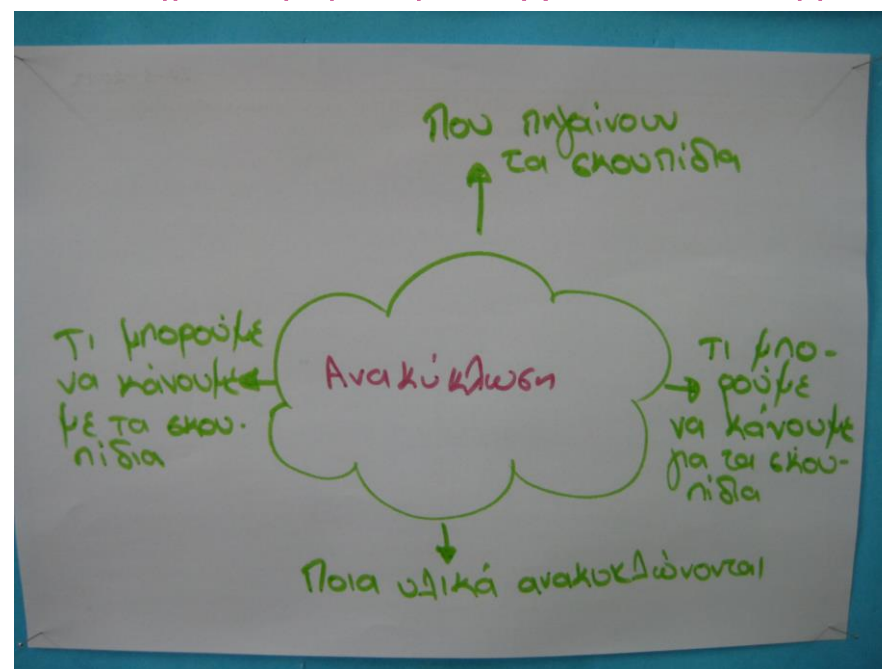 Που πηγαίνουν
τα σκουπίδια
Τι μπορούμε
να κάνουμε
με τα σκου-
πίδια
Ανακύκλωση
Τι μπο-
ρούμε
να κάνουμε
για τα σκου-
πίδια
Ποια υλικά ανακυκλώνονται